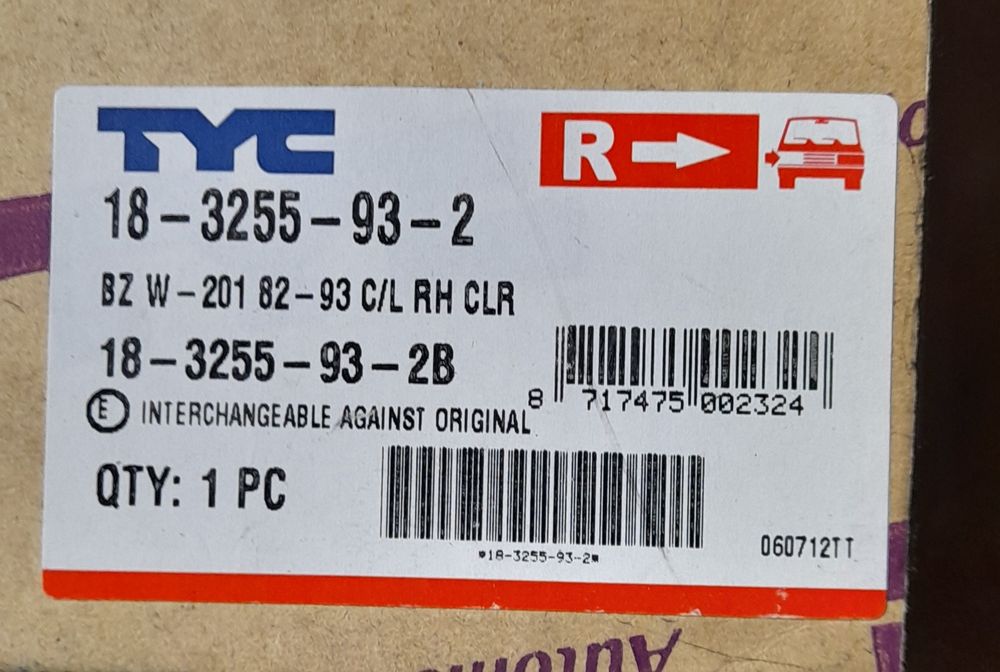 TYC
R
18-3255-93-2
BZ W-201 82-93 C/L RH CLR
18-3255-93-2B
8 717475 002324
E INTERCHANGEABLE AGAINST ORIGINAL
QTY: 1 PC
*18-3255-93-2*
060712TT